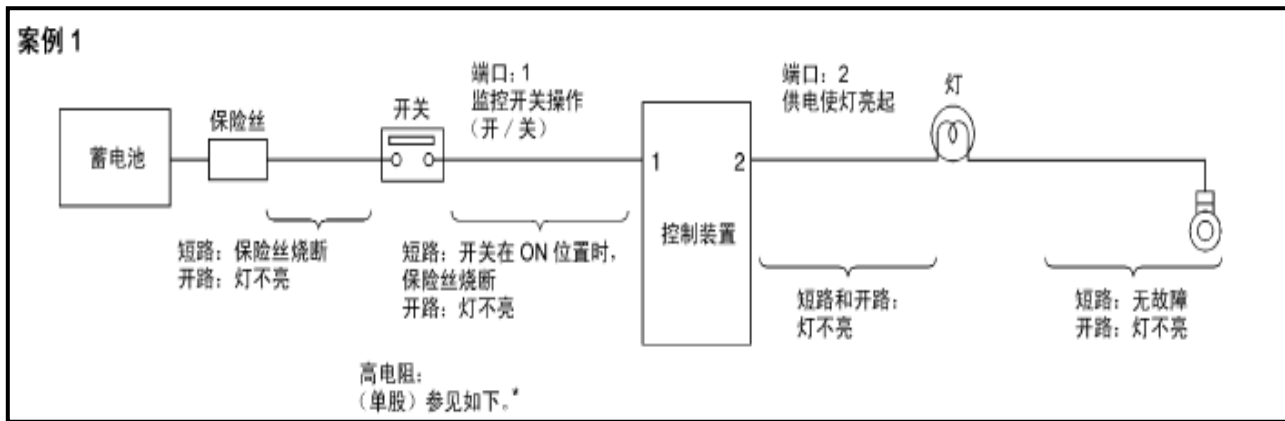 案例 1
端口：1
监控开关操作
（开 / 关）
端口：2
供电使灯亮起
灯
开关
保险丝
蓄电池
1
2
控制装置
短路：保险丝烧断
开路：灯不亮
短路：开关在 ON 位置时，
保险丝烧断
开路：灯不亮
短路和开路：
灯不亮
短路：无故障
开路：灯不亮
高电阻：
（单股）参见如下。*